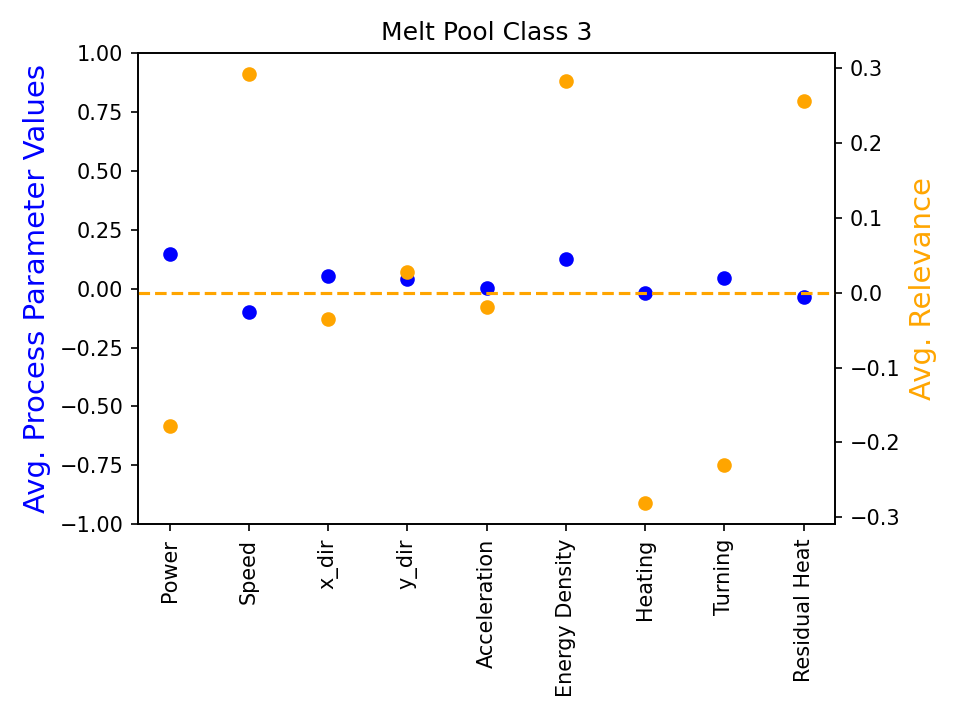 Melt Pool Class 3
Avg. Process Parameter Values
1.00
0.75
0.50
0.25
0.00
−0.25
−0.50
−0.75
−1.00
0.3
0.2
0.1
0.0
−0.1
−0.2
−0.3
Avg. Relevance
Power
Speed
x_dir
y_dir
Acceleration
Energy Density
Heating
Turning
Residual Heat